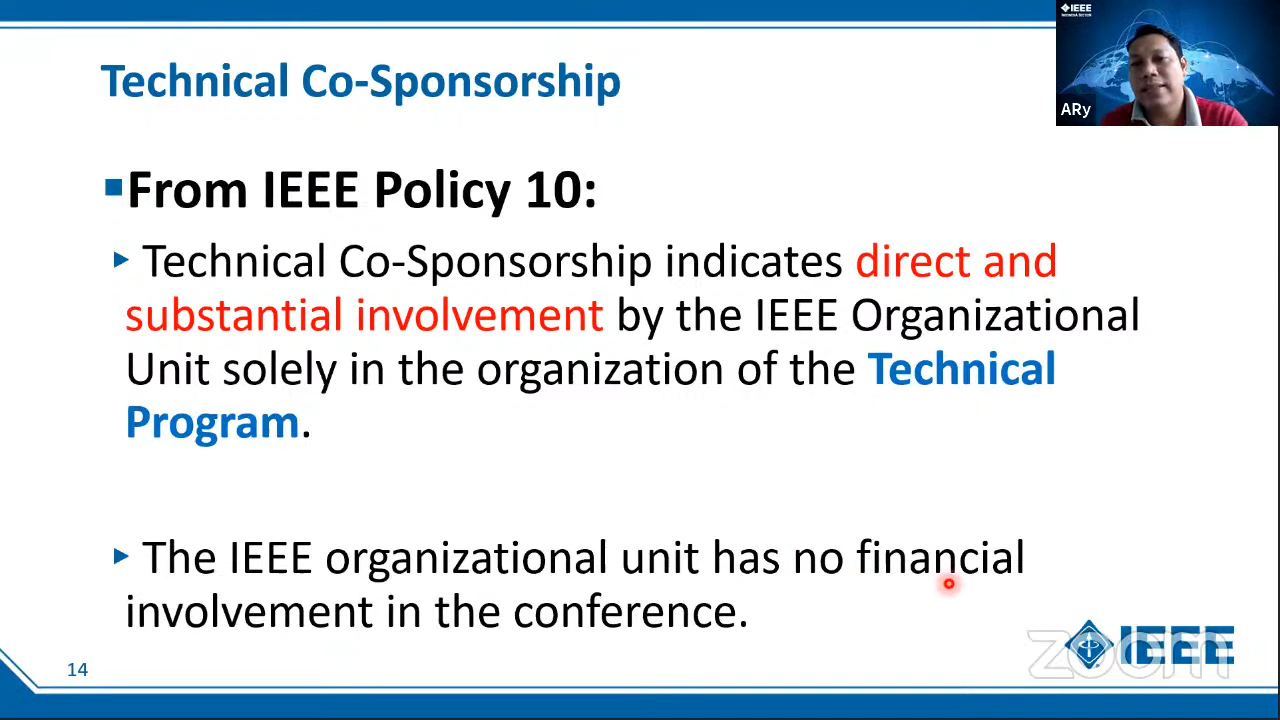 IEEE
INDONESIA SECTION
ARy
Technical Co-Sponsorship
From IEEE Policy 10:
Technical Co-Sponsorship indicates direct and
substantial involvement by the IEEE Organizational
Unit solely in the organization of the Technical
Program.
The IEEE organizational unit has no financial
involvement in the conference.
zoom
IEEE
14